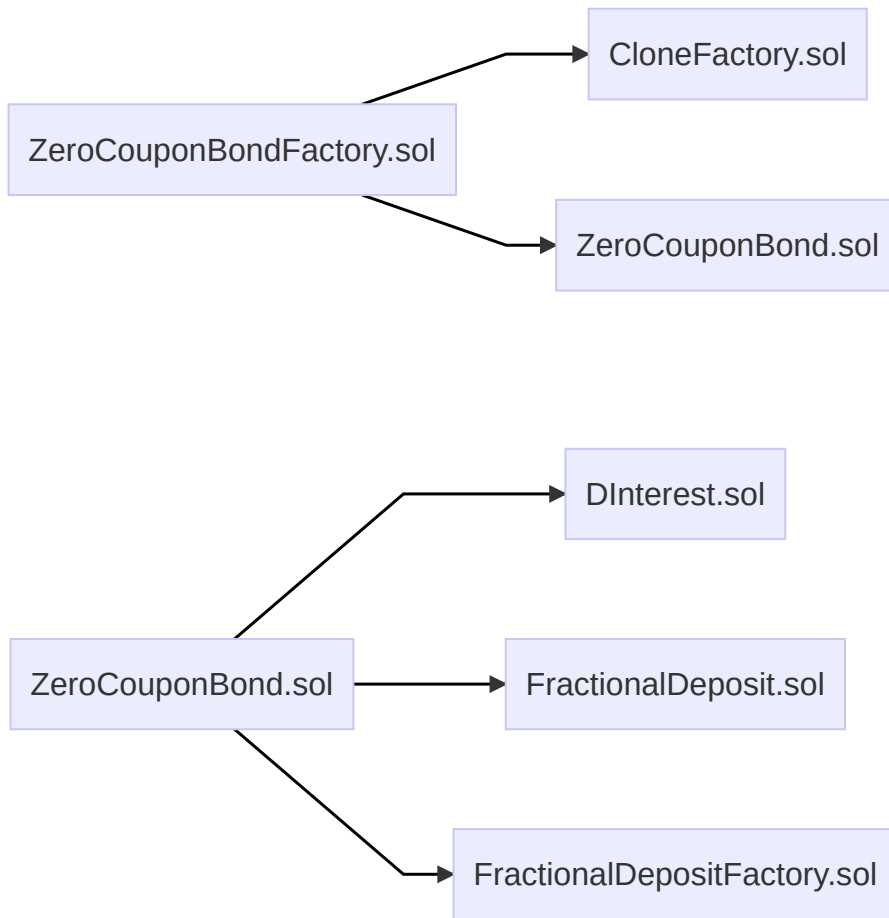 CloneFactory.sol
ZeroCouponBondFactory.sol
ZeroCouponBond.sol
DInterest.sol
ZeroCouponBond.sol
FractionalDeposit.sol
FractionalDepositFactory.sol